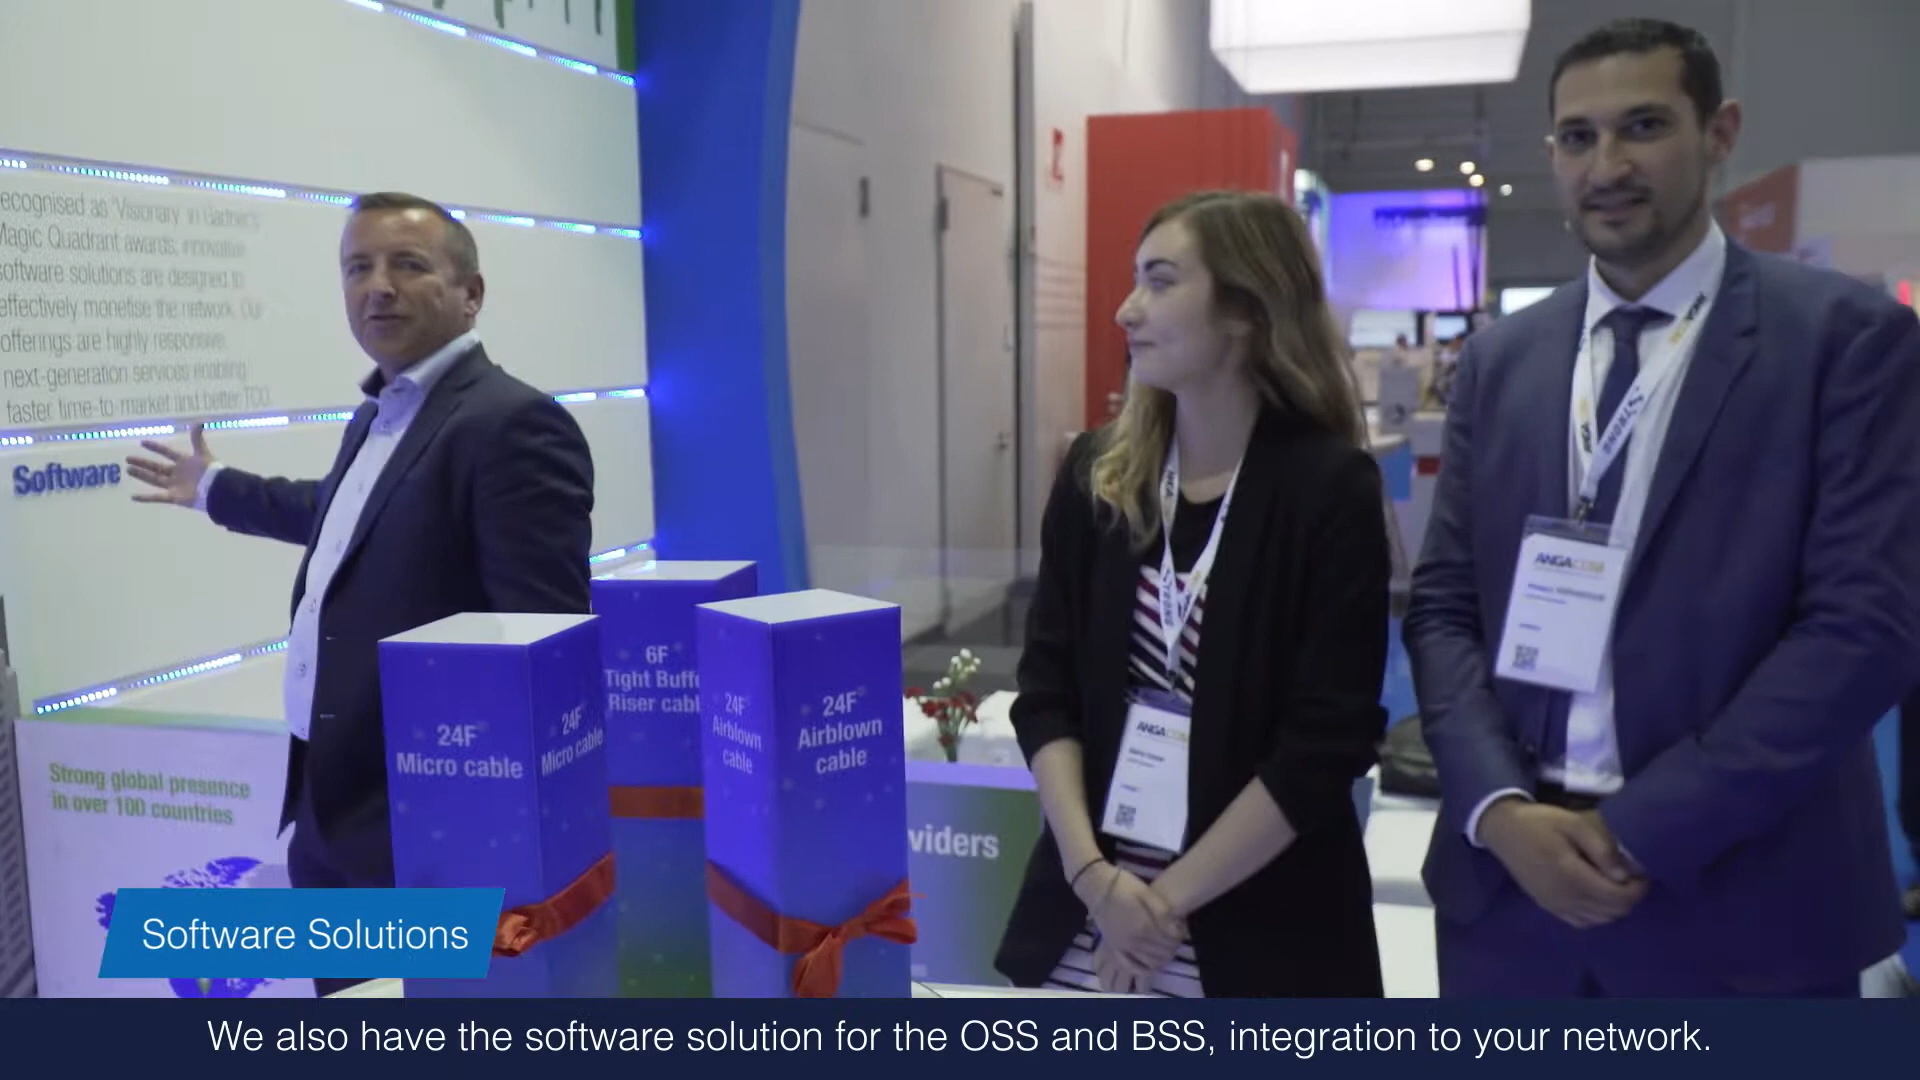 ecognised as 'Visionary' in Gartner's
Magic Quadrant awards, innovative
software solutions are designed to
effectively monetise the network. Our
offerings are highly responsive,
next-generation services enabling
faster time-to-market and better TCO.
Software
Strong global presence
in over 100 countries
24F
Micro cable
24F
Micro cable
6F
Tight Buffe
Riser cabl
24F
Airblown
cable
24F
Airblown
cable
viders
STRONG
STRONG
ANGACOM
ANGACOM
Software Solutions
We also have the software solution for the OSS and BSS, integration to your network.